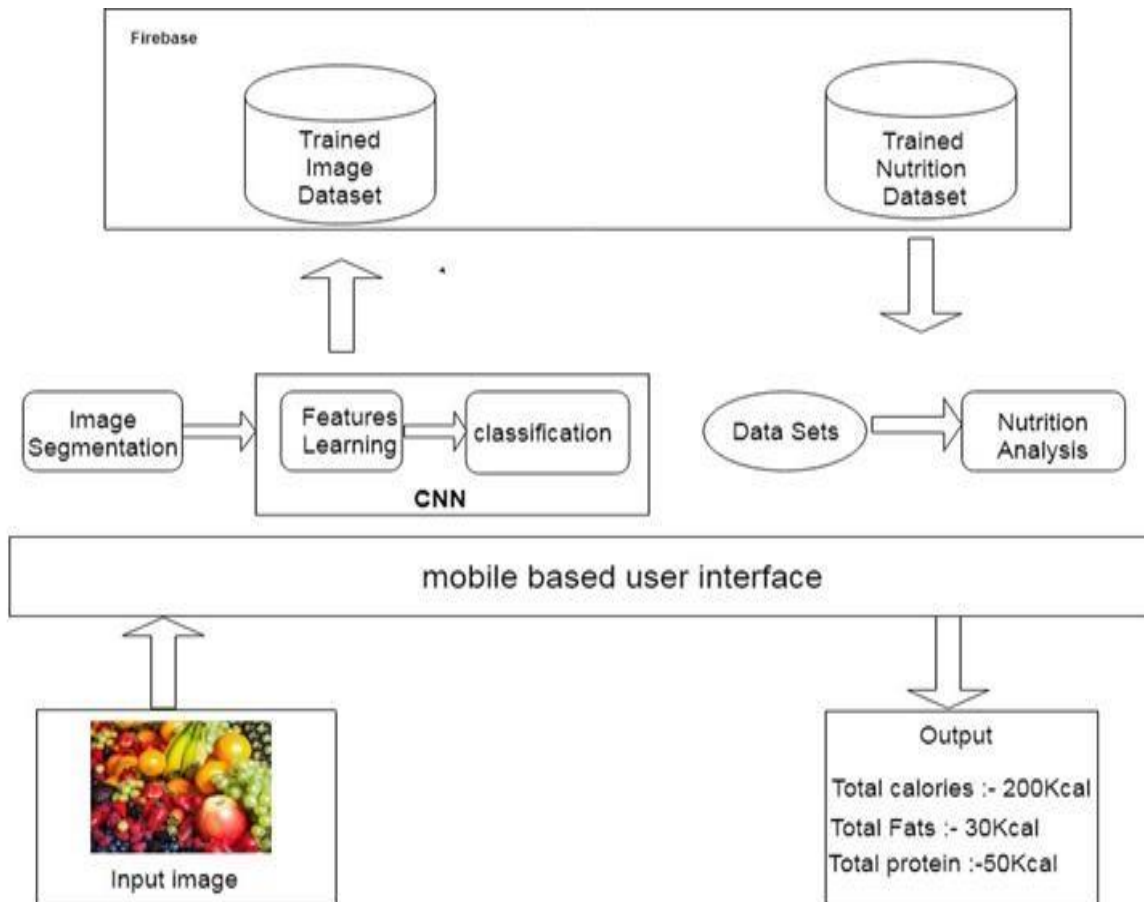 Firebase
Trained
Image
Dataset
Trained
Nutrition
Dataset
Image
Segmentation
Features
Learning
classification
CNN
Data Sets
Nutrition
Analysis
mobile based user interface
Input image
Output
Total calories :- 200Kcal
Total Fats :- 30Kcal
Total protein :-50Kcal